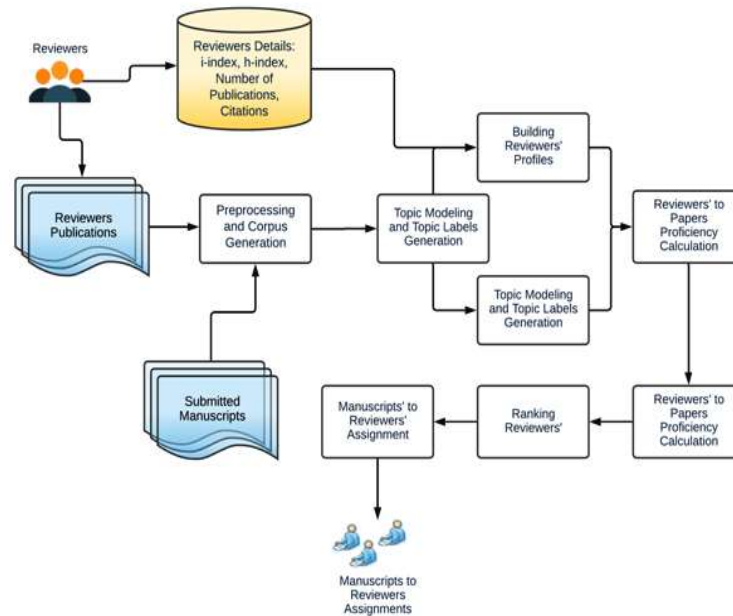 Reviewers
Reviewers Details:
i-index, h-index,
Number of
Publications,
Citations
Building
Reviewers'
Profiles
Reviewers
Publications
Preprocessing
and Corpus
Generation
Topic Modeling
and Topic Labels
Generation
Reviewers' to
Papers
Proficiency
Calculation
Topic Modeling
and Topic Labels
Generation
Submitted
Manuscripts
Manuscripts' to
Reviewers'
Assignment
Ranking
Reviewers'
Reviewers' to
Papers
Proficiency
Calculation
Manuscripts to
Reviewers
Assignments